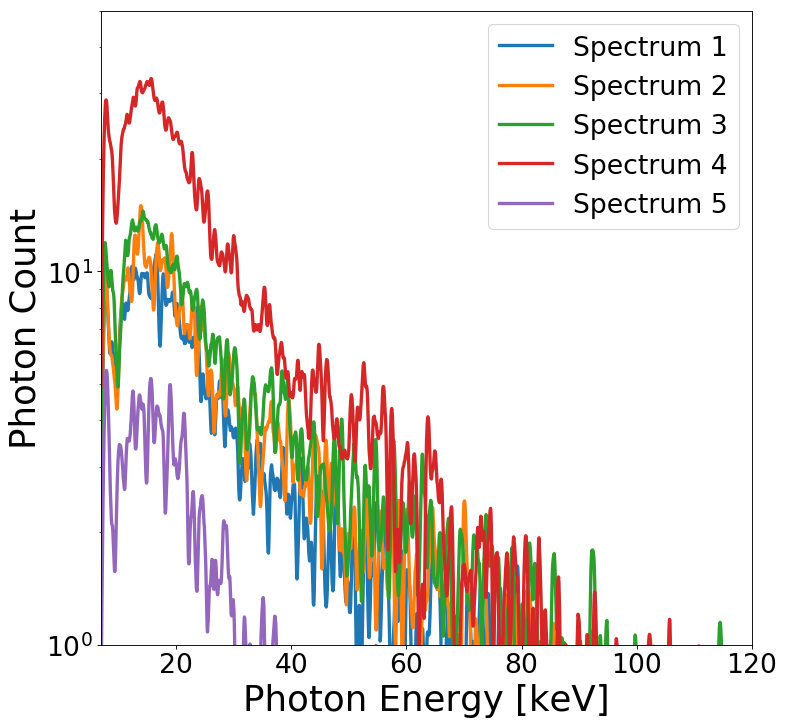 Spectrum 1
Spectrum 2
Spectrum 3
Spectrum 4
Spectrum 5
Photon Count
10¹
10⁰
20 40 60 80 100 120
Photon Energy [keV]